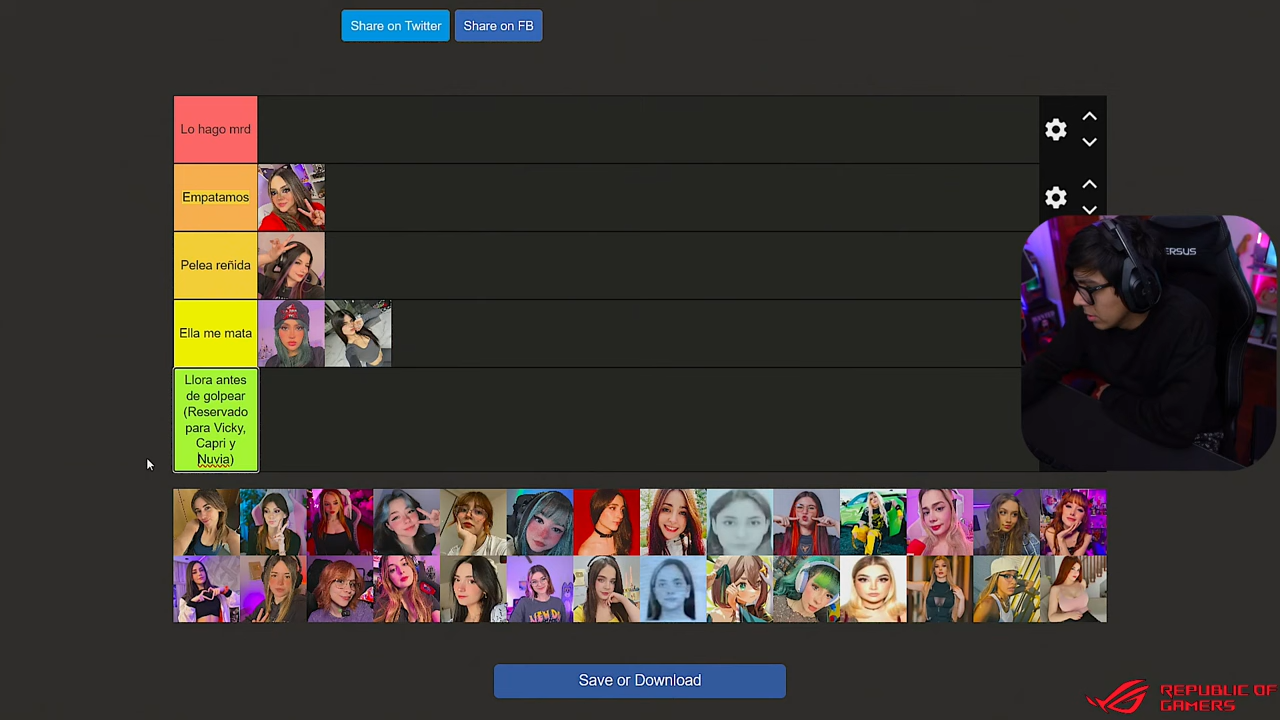 Share on Twitter
Share on FB
Lo hago mrd
Empatamos
Pelea reñida
Ella me mata
Llora antes
de golpear
(Reservado
para Vicky,
Capri y
Nuvia)
ERSUS
Save or Download
REPUBLIC OF
GAMERS